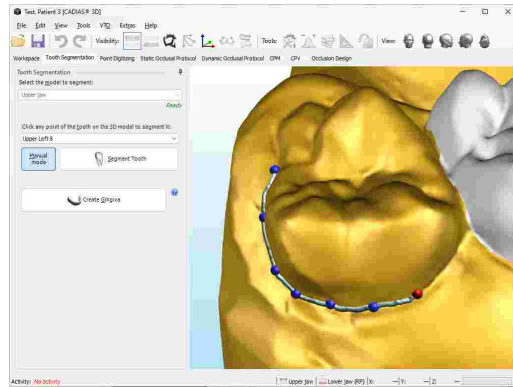 Test, Patient 3 [CADIAS® 3D]
File Edit View Tools VTO Extras Help
Visibility: Tools: View:
Workspace Tooth Segmentation Point Digitizing Static Occlusal Protocol Dynamic Occlusal Protocol CPM CPV Occlusion Design
Tooth Segmentation
Select the model to segment:
Upper Jaw
Ready
Click any point of the tooth on the 3D model to segment it:
Upper Left 8
Manual mode
Segment Tooth
Create Gingiva
Activity: No activity
Upper Jaw Lower Jaw (RP) X: — Y: — Z: —